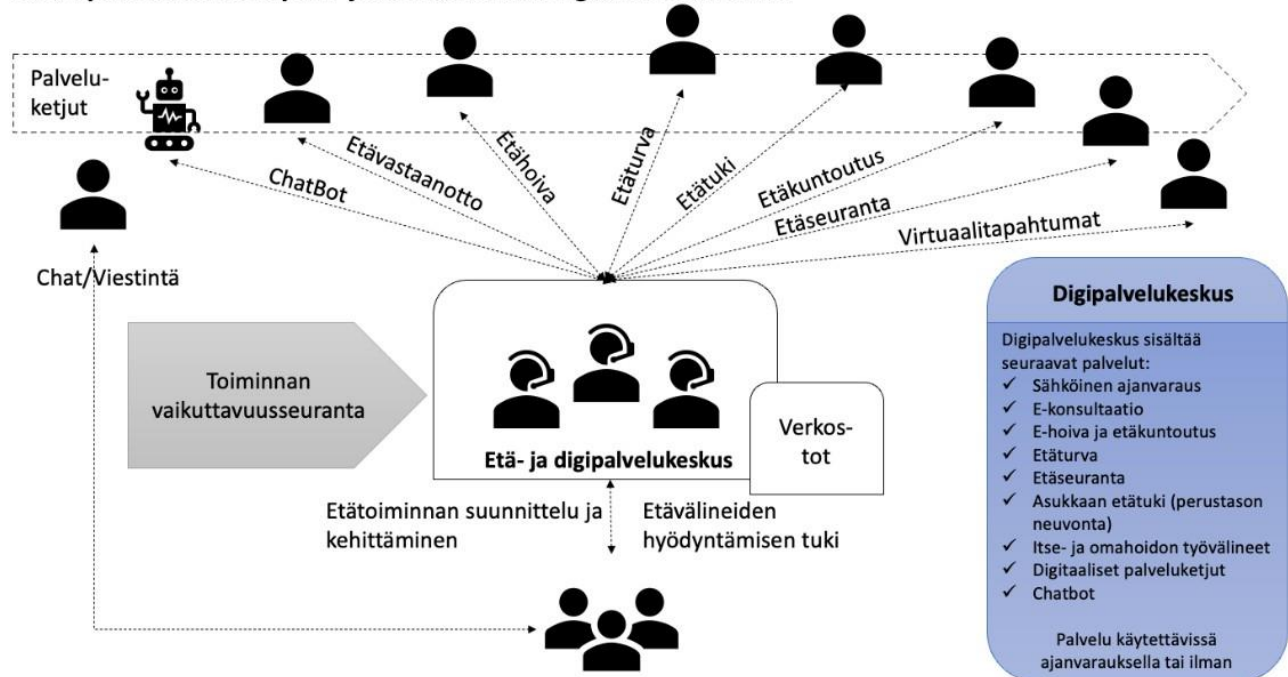 Palvelu-
ketjut
ChatBot
Etävastaanotto
Etähoiva
Etäturva
Etätuki
Etäkuntoutus
Etäseuranta
Virtuaalitapahtumat
Chat/Viestintä
Toiminnan
vaikuttavuusseuranta
Etä- ja digipalvelukeskus
Verkos-
tot
Etätoiminnan suunnittelu ja
kehittäminen
Etävälineiden
hyödyntämisen tuki
Digipalvelukeskus
Digipalvelukeskus sisältää
seuraavat palvelut:
✓ Sähköinen ajanvaraus
✓ E-konsultaatio
✓ E-hoiva ja etäkuntoutus
✓ Etäturva
✓ Etäseuranta
✓ Asukkaan etätuki (perustason
neuvonta)
✓ Itse- ja omahoidon työvälineet
✓ Digitaaliset palveluketjut
✓ Chatbot
Palvelu käytettävissä
ajanvarauksella tai ilman